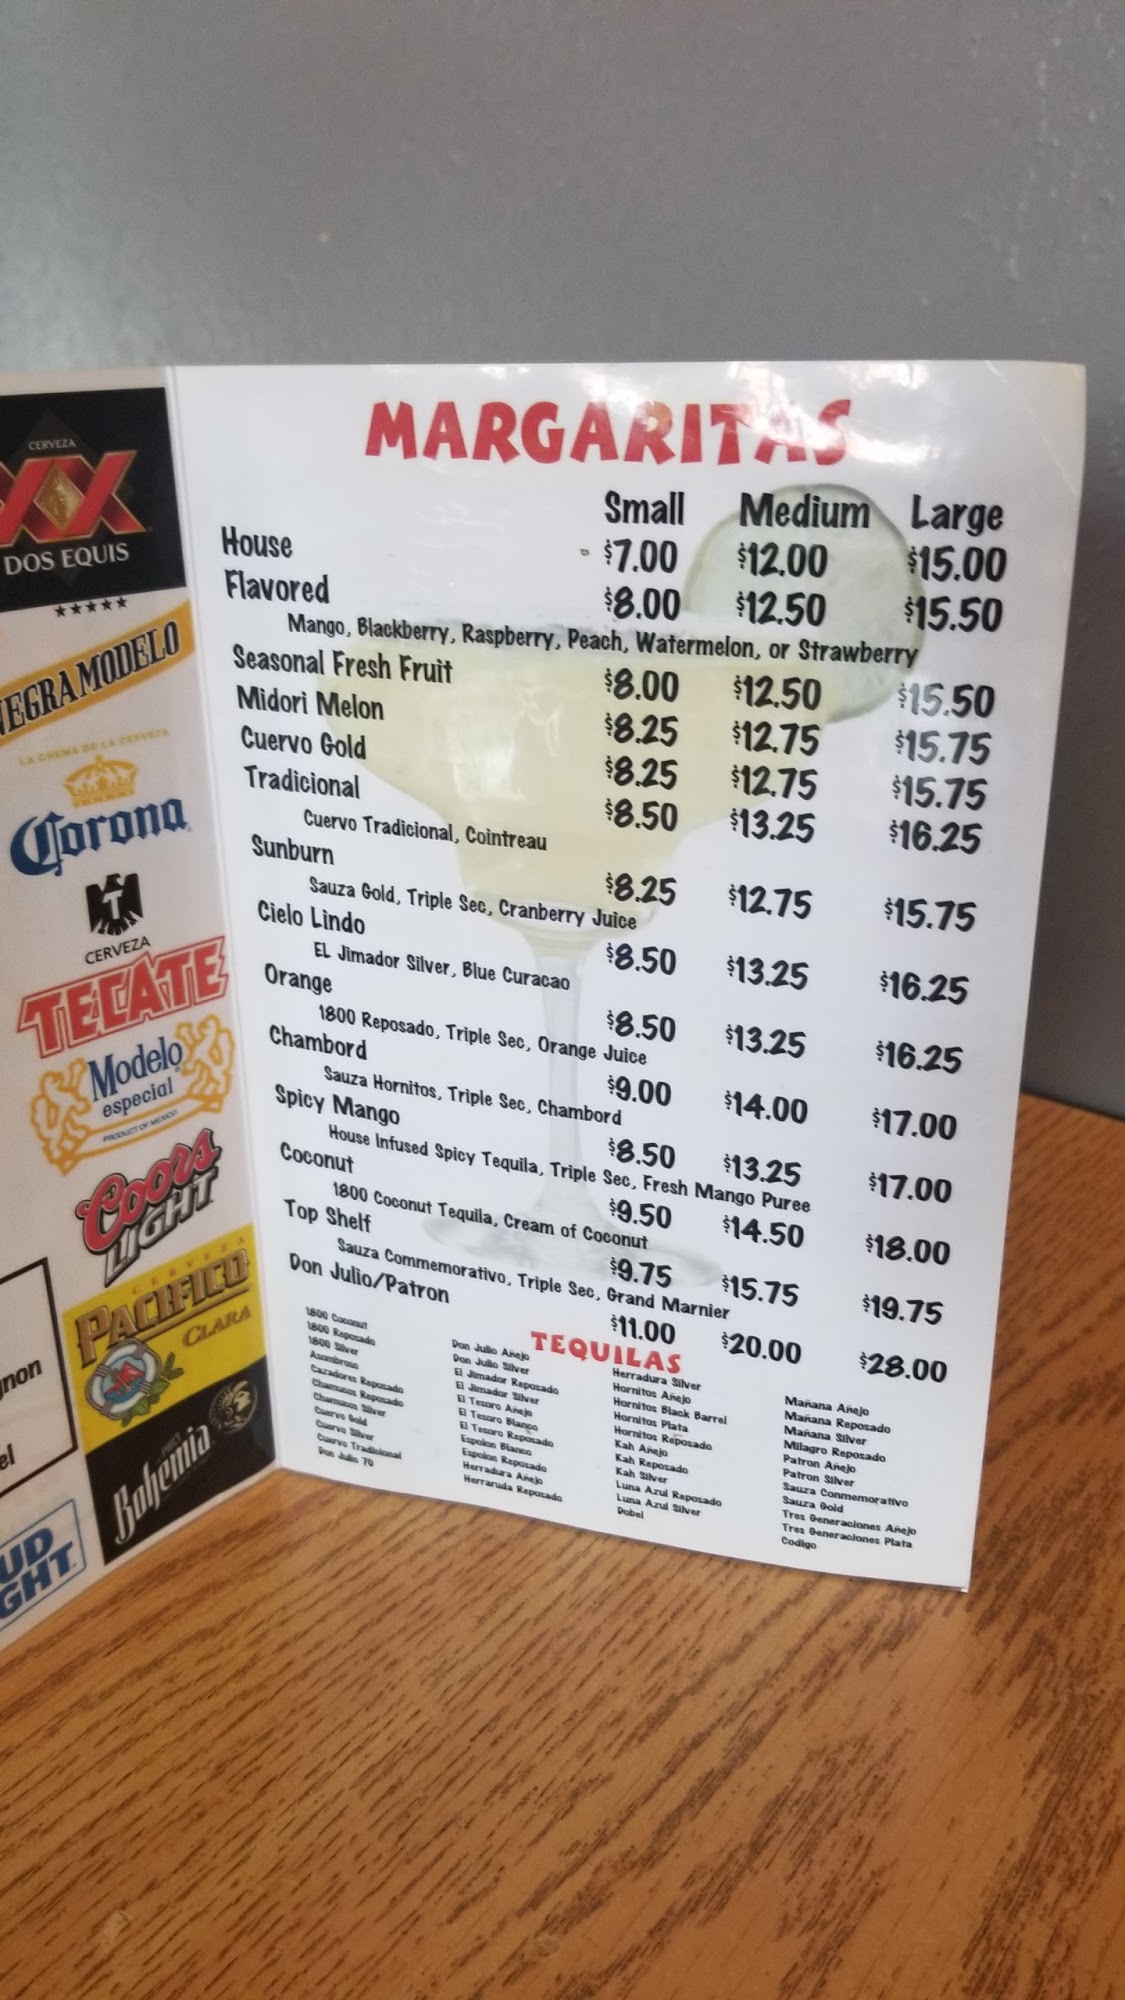 CERVEZA
XX
DOS EQUIS
NEGRA MODELO
LA CREMA DE LA CERVEZA
Corona
T
CERVEZA
TECATE
Modelo
especial
PRODUCT OF MEXICO
Coors
LIGHT
CERVEZA
PACIFICO
CLARA
Bohemia
MARGARITAS
Small Medium Large
House $7.00 $12.00 $15.00
Flavored $8.00 $12.50 $15.50
Mango, Blackberry, Raspberry, Peach, Watermelon, or Strawberry
Seasonal Fresh Fruit $8.00 $12.50 $15.50
Midori Melon $8.25 $12.75 $15.75
Cuervo Gold $8.25 $12.75 $15.75
Tradicional $8.50 $13.25 $16.25
Cuervo Tradicional, Cointreau
Sunburn $8.25 $12.75 $15.75
Sauza Gold, Triple Sec, Cranberry Juice
Cielo Lindo $8.50 $13.25 $16.25
EL Jimador Silver, Blue Curacao
Orange $8.50 $13.25 $16.25
1800 Reposado, Triple Sec, Orange Juice
Chambord $9.00 $14.00 $17.00
Sauza Hornitos, Triple Sec, Chambord
Spicy Mango $8.50 $13.25 $17.00
House Infused Spicy Tequila, Triple Sec, Fresh Mango Puree
Coconut $9.50 $14.50 $18.00
1800 Coconut Tequila, Cream of Coconut
Top Shelf $9.75 $15.75 $19.75
Sauza Commemorativo, Triple Sec, Grand Marnier
Don Julio/Patron $11.00 $20.00 $28.00
TEQUILAS
1800 Coconut
1800 Reposado
1800 Silver
Azombroso
Cazadores Reposado
Chamucos Reposado
Chamucos Silver
Cuervo Gold
Cuervo Silver
Cuervo Tradicional
Don Julio 70
Don Julio Añejo
Don Julio Silver
El Jimador Reposado
El Jimador Silver
El Tesoro Añejo
El Tesoro Blanco
El Tesoro Reposado
Espolon Blanco
Espolon Reposado
Herradura Añejo
Herraruda Reposado
Herradura Silver
Hornitos Añejo
Hornitos Black Barrel
Hornitos Plata
Hornitos Reposado
Kah Añejo
Kah Reposado
Kah Silver
Luna Azul Reposado
Luna Azul Silver
Dobel
Mañana Añejo
Mañana Reposado
Mañana Silver
Milagro Reposado
Patron Añejo
Patron Silver
Sauza Conmemorativo
Sauza Gold
Tres Generaciones Añejo
Tres Generaciones Plata
Codigo